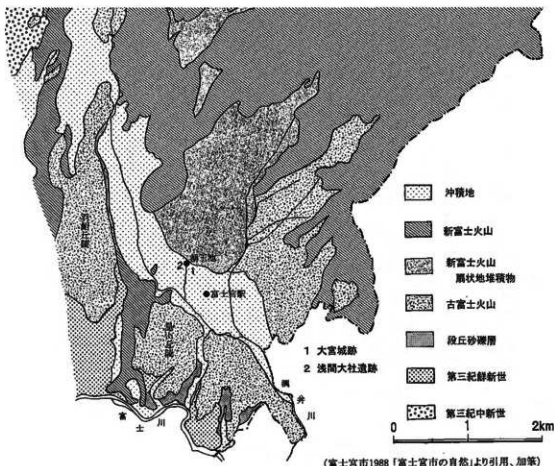 沖積地
新富士火山
新富士火山
扇状地堆積物
古富士火山
段丘砂礫層
第三紀鮮新世
第三紀中新世
2
1
富士宮駅
1 大宮城跡
2 浅間大社遺跡
潤井川
富士川
0 1 2km
(富士宮市1988「富士宮市の自然」より引用、加筆)